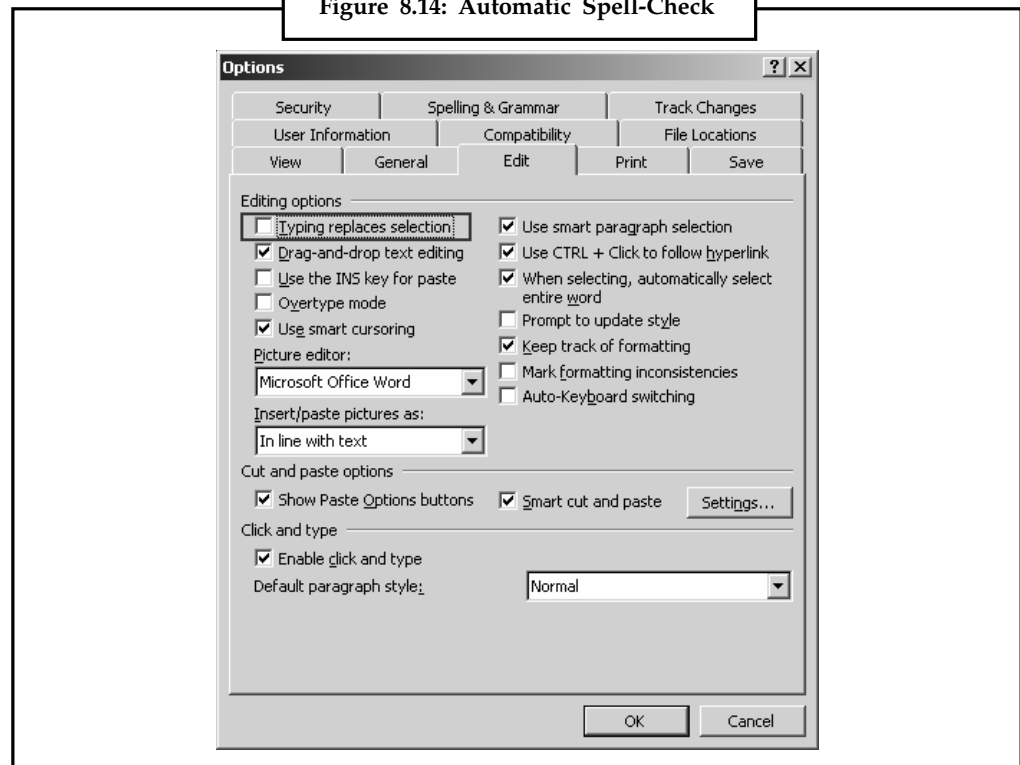 Figure 8.14: Automatic Spell-Check
Options
Security Spelling & Grammar Track Changes
User Information Compatibility File Locations
View General Edit Print Save
Editing options
Typing replaces selection
Drag-and-drop text editing
Use the INS key for paste
Overtype mode
Use smart cursoring
Picture editor:
Microsoft Office Word
Insert/paste pictures as:
In line with text
Use smart paragraph selection
Use CTRL + Click to follow hyperlink
When selecting, automatically select
entire word
Prompt to update style
Keep track of formatting
Mark formatting inconsistencies
Auto-Keyboard switching
Cut and paste options
Show Paste Options buttons Smart cut and paste Settings...
Click and type
Enable click and type
Default paragraph style: Normal
OK Cancel